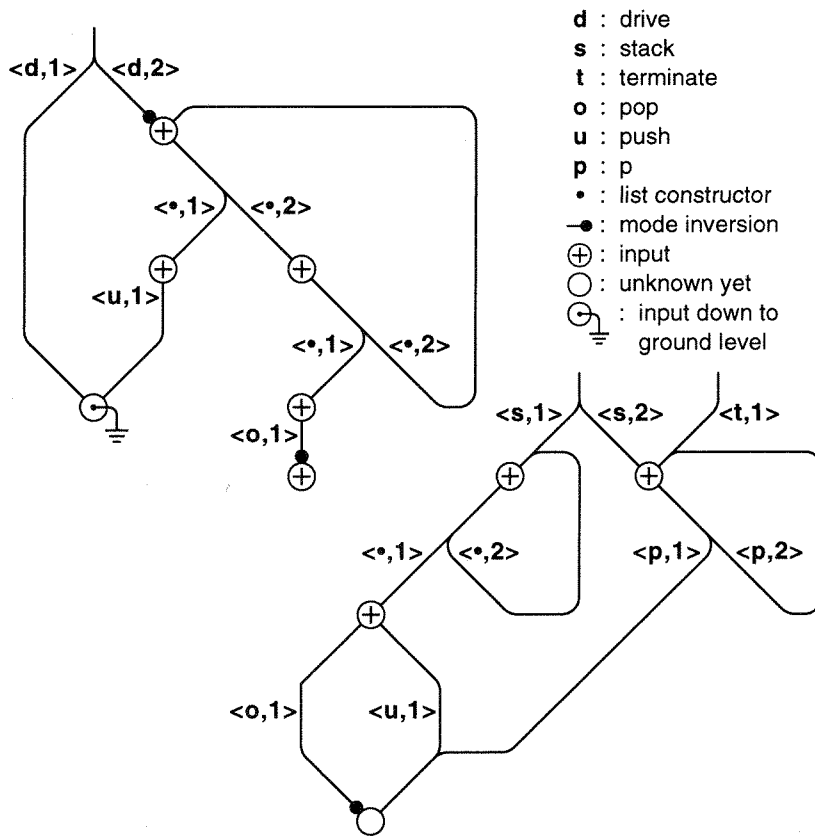 d : drive
s : stack
t : terminate
o : pop
u : push
p : p
• : list constructor
: mode inversion
: input
: unknown yet
: input down to
ground level
<d,1> <d,2>
<•,1> <•,2>
<u,1>
<•,1> <•,2>
<o,1>
<s,1> <s,2> <t,1>
<•,1> <•,2> <p,1> <p,2>
<o,1> <u,1>